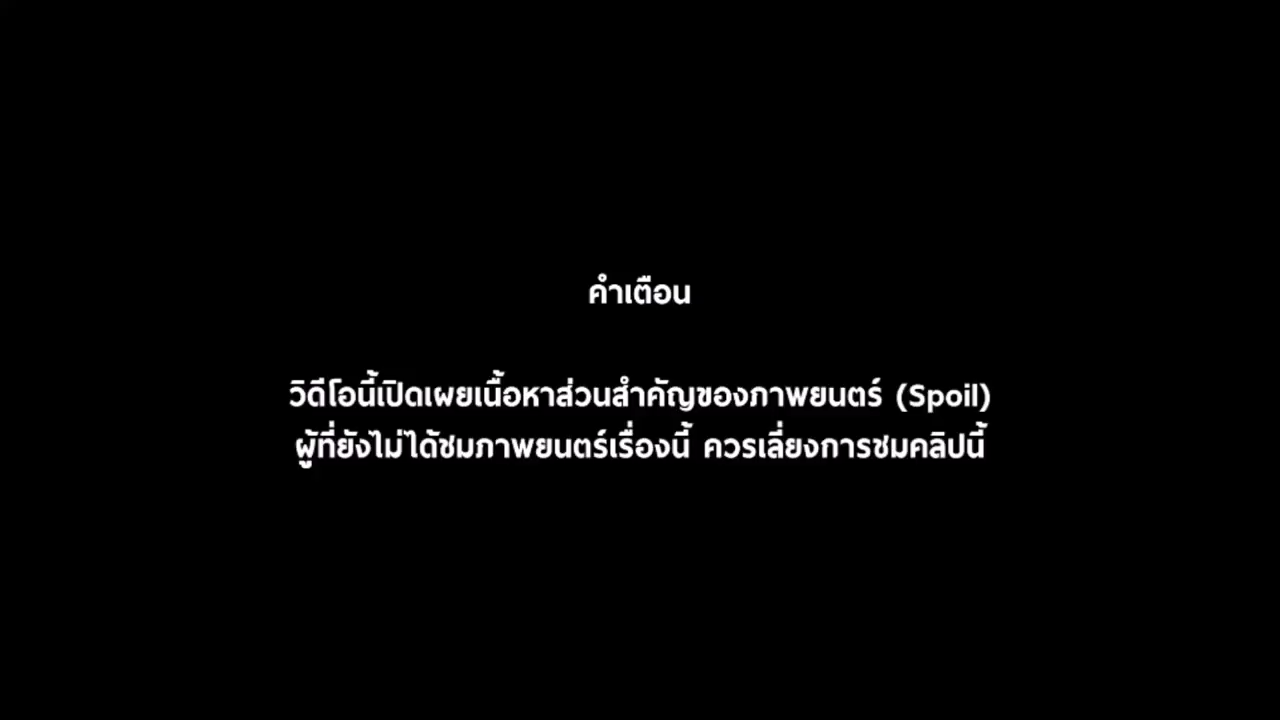 คำเตือน
วิดีโอนี้เปิดเผยเนื้อหาส่วนสำคัญของภาพยนตร์ (Spoil)
ผู้ที่ยังไม่ได้ชมภาพยนตร์เรื่องนี้ ควรเลี่ยงการชมคลิปนี้